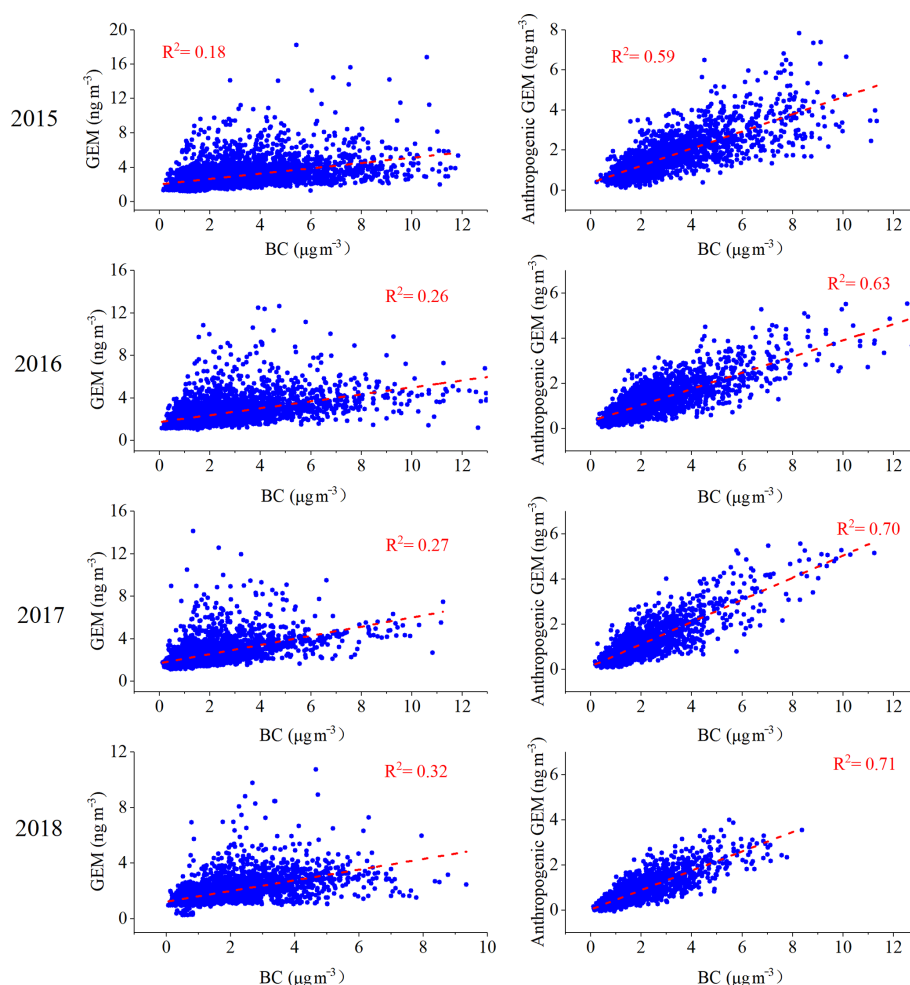 2015
R²= 0.18
GEM (ng m⁻³)
20
16
12
8
4
0
0 2 4 6 8 10 12
BC (μg m⁻³）
R²= 0.59
Anthropogenic GEM (ng m⁻³)
8
6
4
2
0
0 2 4 6 8 10 12
BC (μg m⁻³）
2016
R²= 0.26
GEM (ng m⁻³)
16
12
8
4
0
0 2 4 6 8 10 12
BC (μg m⁻³）
R²= 0.63
Anthropogenic GEM (ng m⁻³)
6
4
2
0
0 2 4 6 8 10 12
BC (μg m⁻³）
2017
R²= 0.27
GEM (ng m⁻³)
16
12
8
4
0
0 2 4 6 8 10 12
BC (μg m⁻³）
R²= 0.70
Anthropogenic GEM (ng m⁻³)
6
4
2
0
0 2 4 6 8 10 12
BC (μg m⁻³）
2018
R²= 0.32
GEM (ng m⁻³)
12
8
4
0
0 2 4 6 8 10
BC (μg m⁻³）
R²= 0.71
Anthropogenic GEM (ng m⁻³)
6
4
2
0
0 2 4 6 8 10 12
BC (μg m⁻³）